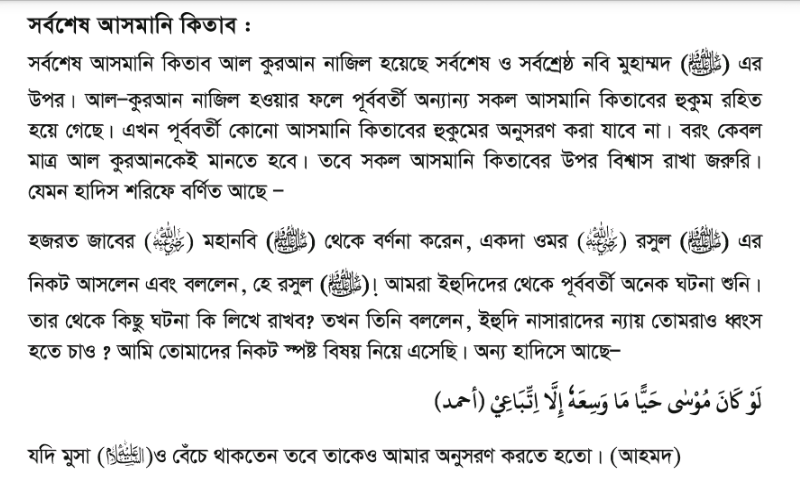 সর্বশেষ আসমানি কিতাব :
সর্বশেষ আসমানি কিতাব আল কুরআন নাজিল হয়েছে সর্বশেষ ও সর্বশ্রেষ্ঠ নবি মুহাম্মদ (ﷺ) এর
উপর। আল-কুরআন নাজিল হওয়ার ফলে পূর্ববর্তী অন্যান্য সকল আসমানি কিতাবের হুকুম রহিত
হয়ে গেছে। এখন পূর্ববর্তী কোনো আসমানি কিতাবের হুকুমের অনুসরণ করা যাবে না। বরং কেবল
মাত্র আল কুরআনকেই মানতে হবে। তবে সকল আসমানি কিতাবের উপর বিশ্বাস রাখা জরুরি।
যেমন হাদিস শরিফে বর্ণিত আছে –
হজরত জাবের (رضي الله عنه) মহানবি (ﷺ) থেকে বর্ণনা করেন, একদা ওমর (رضي الله عنه) রসুল (ﷺ) এর
নিকট আসলেন এবং বললেন, হে রসুল (ﷺ)! আমরা ইহুদিদের থেকে পূর্ববর্তী অনেক ঘটনা শুনি।
তার থেকে কিছু ঘটনা কি লিখে রাখব? তখন তিনি বললেন, ইহুদি নাসারাদের ন্যায় তোমরাও ধ্বংস
হতে চাও ? আমি তোমাদের নিকট স্পষ্ট বিষয় নিয়ে এসেছি। অন্য হাদিসে আছে–
لَوْ كَانَ مُوْسٰى حَيًّا مَا وَسِعَهُ إِلَّا اِتِّبَاعِيْ (أحمد)
যদি মুসা (عليه السلام)ও বেঁচে থাকতেন তবে তাকেও আমার অনুসরণ করতে হতো। (আহমদ)